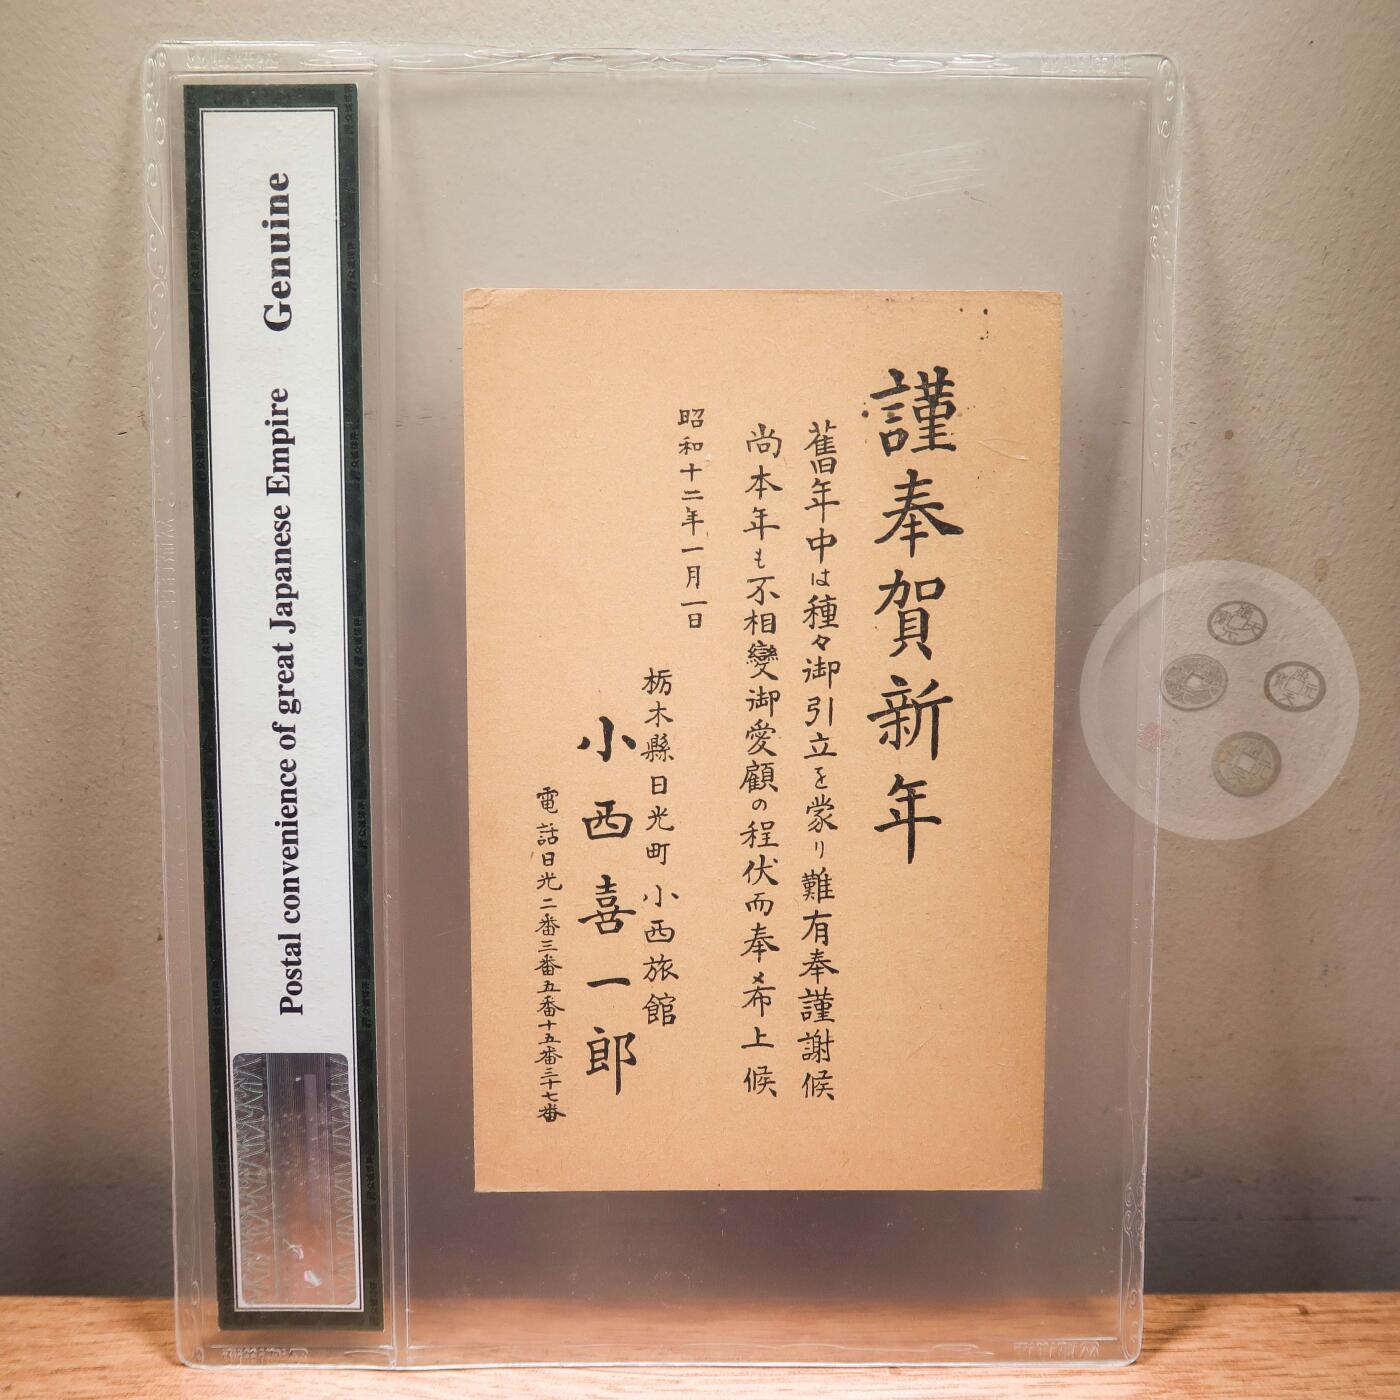 Postal convenience of great Japanese Empire Genuine
謹奉賀新年
舊年中は種々御引立を蒙り難有奉謹謝候
尚本年も不相變御愛顧の程伏而奉希上候
昭和十二年一月一日
栃木縣日光町 小西旅館
小西喜一郎
電話日光二番三番五番十五番三十七番